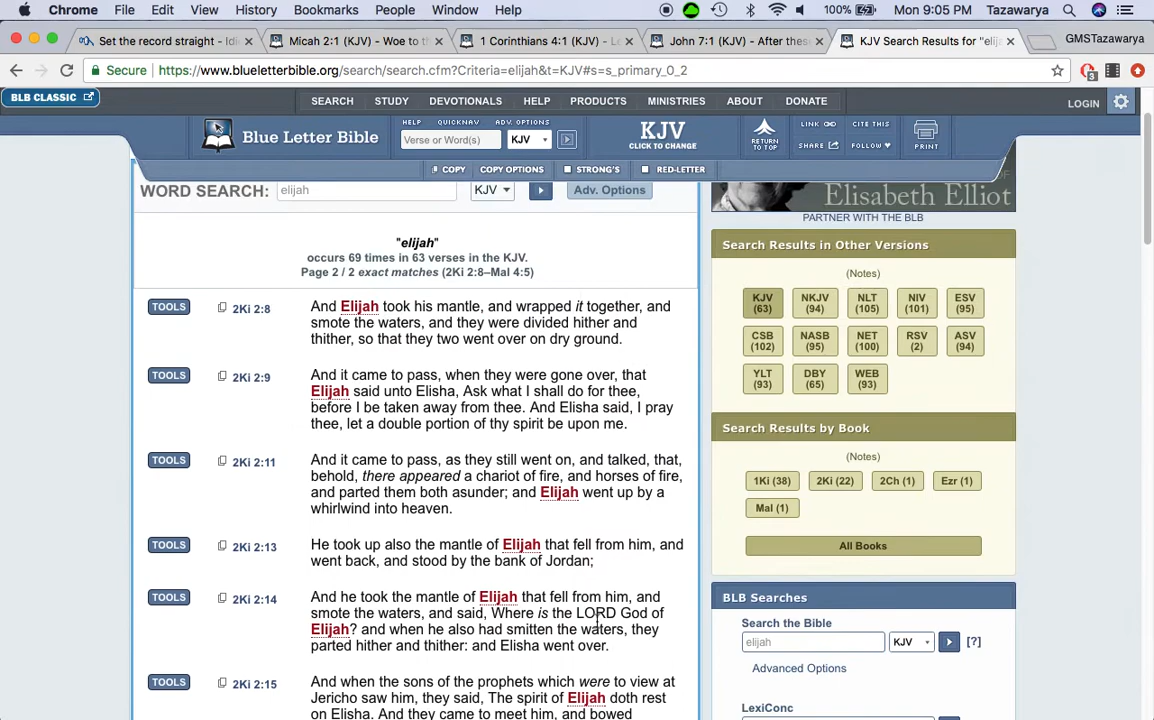 Chrome File Edit View History Bookmarks People Window Help 100% Mon 9:05 PM Tazawarya
Set the record straight - Idi
Micah 2:1 (KJV) - Woe to th
1 Corinthians 4:1 (KJV) - Le
John 7:1 (KJV) - After these
KJV Search Results for "elij
GMSTazawarya
Secure https://www.blueletterbible.org/search/search.cfm?Criteria=elijah&t=KJV#s=s_primary_0_2
3
BLB CLASSIC
SEARCH STUDY DEVOTIONALS HELP PRODUCTS MINISTRIES ABOUT DONATE LOGIN
Blue Letter Bible
HELP QUICKNAV ADV. OPTIONS
Verse or Word(s) KJV
KJV
CLICK TO CHANGE
RETURN
TO TOP
LINK CITE THIS
SHARE FOLLOW
PRINT
COPY COPY OPTIONS STRONG'S RED-LETTER
WORD SEARCH: elijah KJV Adv. Options
"elijah"
occurs 69 times in 63 verses in the KJV.
Page 2 / 2 exact matches (2Ki 2:8–Mal 4:5)
TOOLS 2Ki 2:8 And Elijah took his mantle, and wrapped it together, and
smote the waters, and they were divided hither and
thither, so that they two went over on dry ground.
TOOLS 2Ki 2:9 And it came to pass, when they were gone over, that
Elijah said unto Elisha, Ask what I shall do for thee,
before I be taken away from thee. And Elisha said, I pray
thee, let a double portion of thy spirit be upon me.
TOOLS 2Ki 2:11 And it came to pass, as they still went on, and talked, that,
behold, there appeared a chariot of fire, and horses of fire,
and parted them both asunder; and Elijah went up by a
whirlwind into heaven.
TOOLS 2Ki 2:13 He took up also the mantle of Elijah that fell from him, and
went back, and stood by the bank of Jordan;
TOOLS 2Ki 2:14 And he took the mantle of Elijah that fell from him, and
smote the waters, and said, Where is the LORD God of
Elijah? and when he also had smitten the waters, they
parted hither and thither: and Elisha went over.
TOOLS 2Ki 2:15 And when the sons of the prophets which were to view at
Jericho saw him, they said, The spirit of Elijah doth rest
on Elisha. And they came to meet him, and bowed
Elisabeth Elliot
PARTNER WITH THE BLB
Search Results in Other Versions
(Notes)
KJV (63) NKJV (94) NLT (105) NIV (101) ESV (95)
CSB (102) NASB (95) NET (100) RSV (2) ASV (94)
YLT (93) DBY (65) WEB (93)
Search Results by Book
(Notes)
1Ki (38) 2Ki (22) 2Ch (1) Ezr (1)
Mal (1)
All Books
BLB Searches
Search the Bible
elijah KJV [?]
Advanced Options
LexiConc